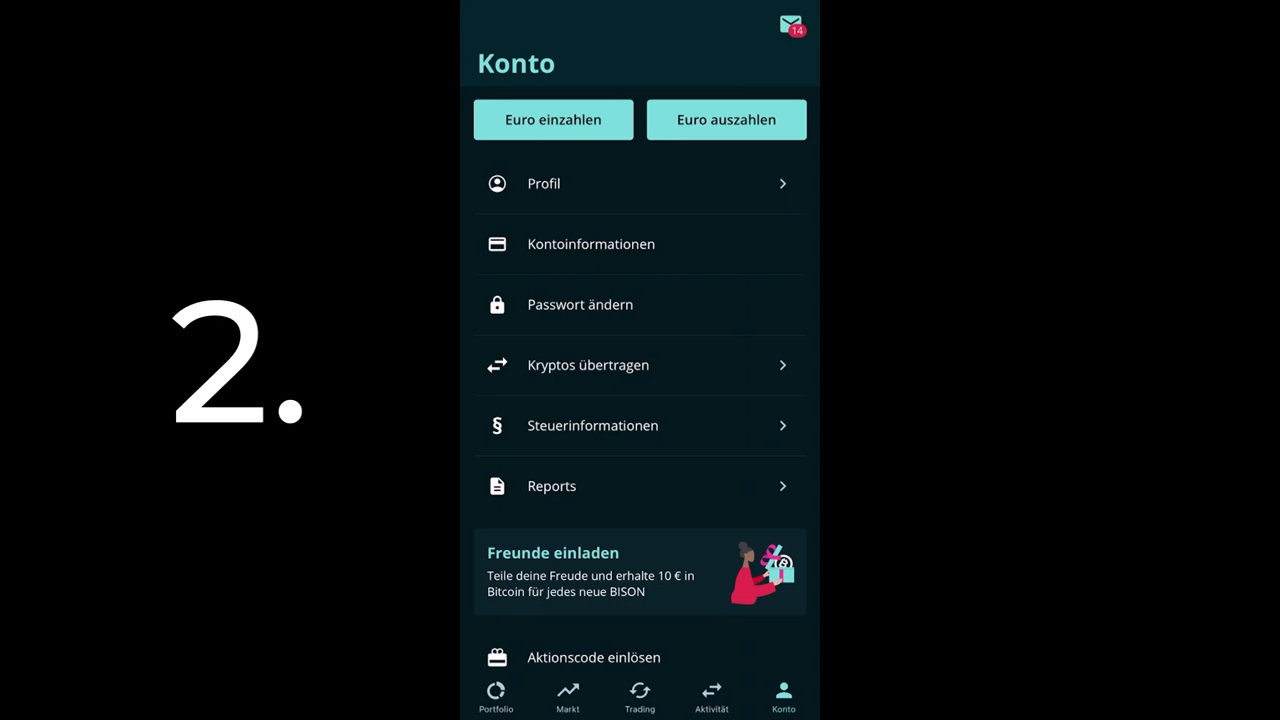 14
Konto
Euro einzahlen
Euro auszahlen
Profil
Kontoinformationen
Passwort ändern
2.
Kryptos übertragen
§ Steuerinformationen
Reports
Freunde einladen
Teile deine Freude und erhalte 10 € in
Bitcoin für jedes neue BISON
Aktionscode einlösen
Portfolio
Markt
Trading
Aktivität
Konto